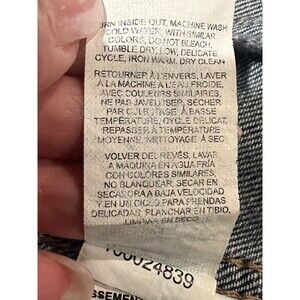 TURN INSIDE OUT, MACHINE WASH
COLD WATER, WITH SIMILAR
COLORS, DO NOT BLEACH,
TUMBLE DRY, LOW, DELICATE
CYCLE, IRON WARM, DRY CLEAN
RETOURNER À L'ENVERS, LAVER
À LA MACHINE À L'EAU FROIDE,
AVEC COULEURS SIMILAIRES,
NE PAS JAVELLISER, SÉCHER
PAR CULBUTAGE À BASSE
TEMPÉRATURE, CYCLE DÉLICAT,
REPASSER À TEMPÉRATURE
MOYENNE, NETTOYAGE À SEC
VOLVER DEL REVÉS, LAVAR
A MÁQUINA EN AGUA FRÍA
CON COLORES SIMILARES,
NO BLANQUEAR, SECAR EN
SECADORA A BAJA VELOCIDAD
Y EN CICLO PARA PRENDAS
DELICADAS, PLANCHAR EN TIBIO,
LIMPIAR EN SECO
00024839
SSEMENT